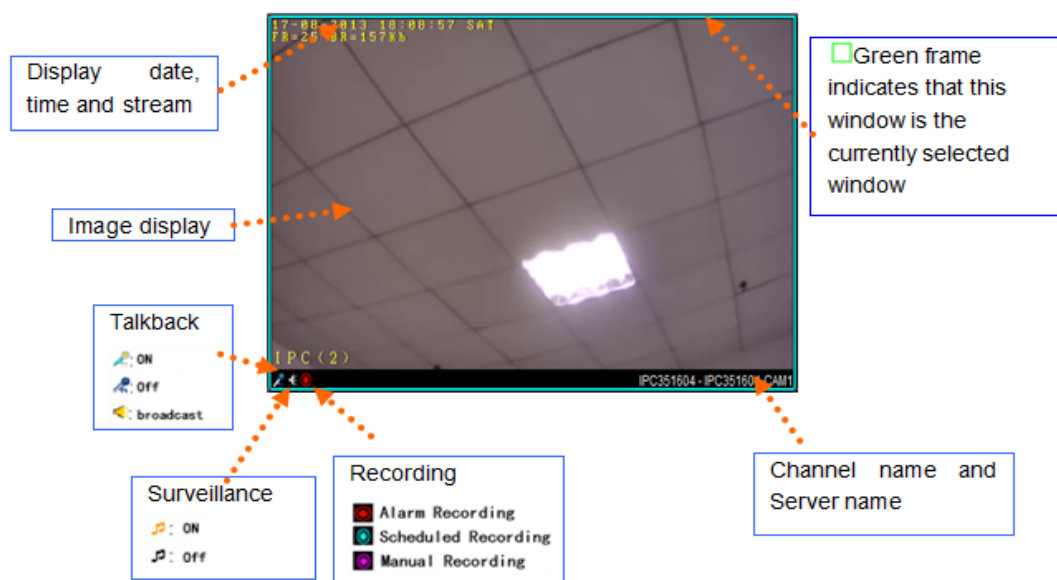 17-08-2013 18:08:57 SAT
FR=25 BR=157Kb
Display date,
time and stream
Green frame
indicates that this
window is the
currently selected
window
Image display
Talkback
: ON
: Off
: broadcast
IPC(2)
IPC351604 - IPC351604-CAM1
Surveillance
: ON
: Off
Recording
Alarm Recording
Scheduled Recording
Manual Recording
Channel name and
Server name